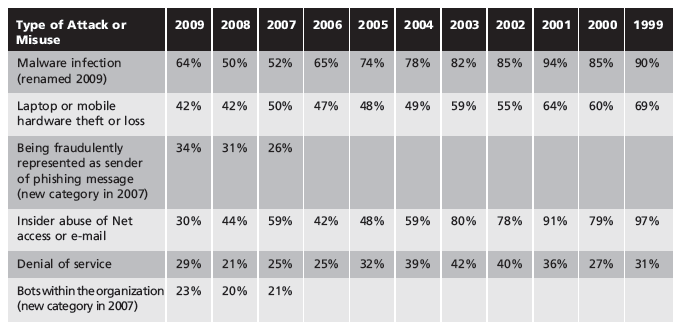 Type of Attack or Misuse 2009 2008 2007 2006 2005 2004 2003 2002 2001 2000 1999
Malware infection (renamed 2009) 64% 50% 52% 65% 74% 78% 82% 85% 94% 85% 90%
Laptop or mobile hardware theft or loss 42% 42% 50% 47% 48% 49% 59% 55% 64% 60% 69%
Being fraudulently represented as sender of phishing message (new category in 2007) 34% 31% 26%
Insider abuse of Net access or e-mail 30% 44% 59% 42% 48% 59% 80% 78% 91% 79% 97%
Denial of service 29% 21% 25% 25% 32% 39% 42% 40% 36% 27% 31%
Bots within the organization (new category in 2007) 23% 20% 21%